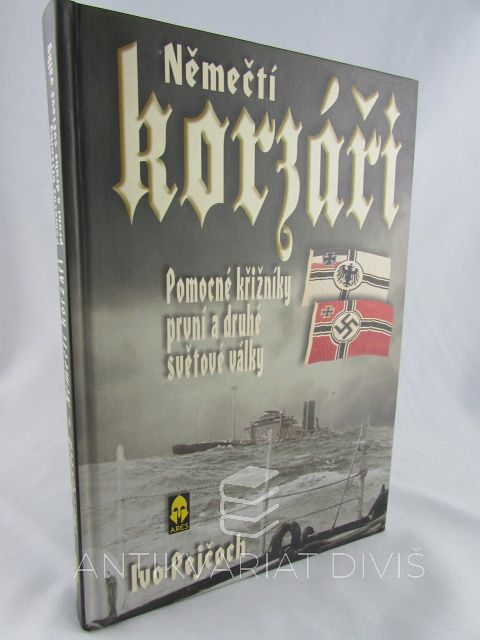 Němečtí
korzáři
Pomocné křižníky
první a druhé
světové války
ARES
ANTIKVARIÁT DIVIŠ
Ivo Pejčoch